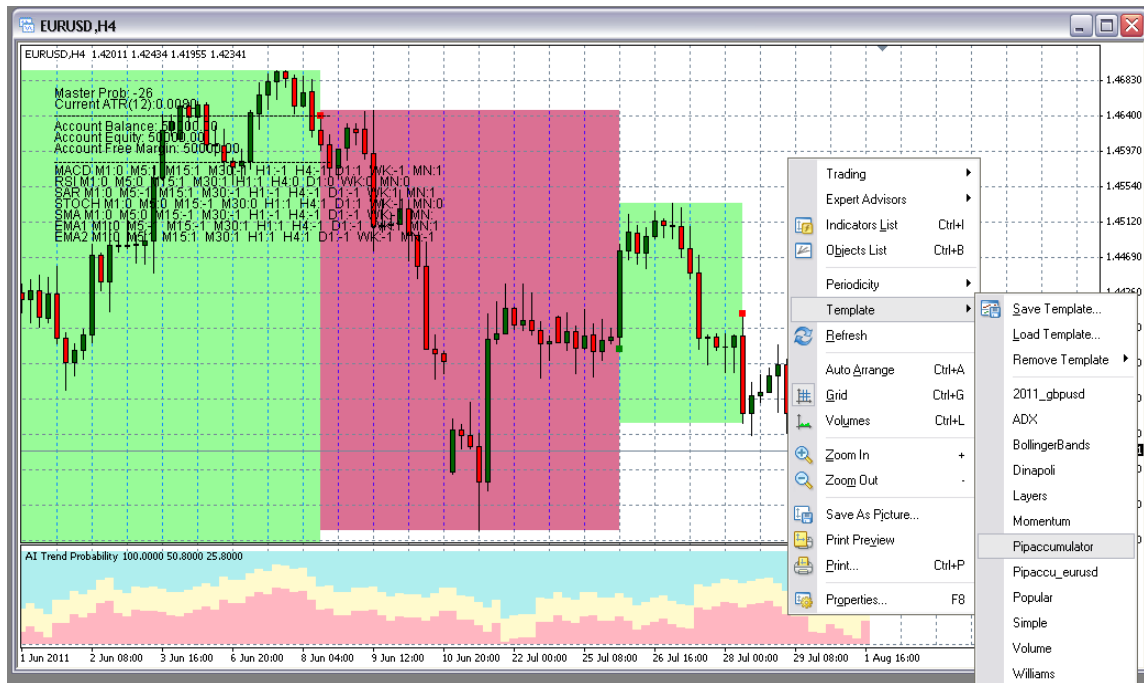 EURUSD,H4
EURUSD,H4 1.42011 1.42434 1.41955 1.42341
Master Prob: -26
Current ATR(12):0.0080
Account Balance: 50000.00
Account Equity: 50000.00
Account Free Margin: 50000.00
MACD M1:0 M5:1 M15:1 M30:-1 H1:-1 H4:-1 D1:1 WK:-1 MN:1
RSI M1:0 M5:0 M15:1 M30:1 H1:1 H4:0 D1:0 WK:0 MN:0
SAR M1:0 M5:-1 M15:1 M30:-1 H1:-1 H4:-1 D1:-1 WK:1 MN:1
STOCH M1:0 M5:0 M15:-1 M30:0 H1:1 H4:1 D1:1 WK:-1 MN:1
SMA M1:0 M5:0 M15:1 M30:1 H1:1 H4:-1 D1:-1 WK:-1 MN:
EMA1 M1:0 M5:-1 M15:-1 M30:1 H1:1 H4:-1 D1:-1 WK:1 MN:1
EMA2 M1:0 M5:1 M15:1 M30:1 H1:1 H4:1 D1:-1 WK:-1 MN:-1
1.46830
1.46400
1.45970
1.45540
1.45120
1.44690
1.44260
Trading
Expert Advisors
Indicators List Ctrl+I
Objects List Ctrl+B
Periodicity
Template
Refresh
Auto Arrange Ctrl+A
Grid Ctrl+G
Volumes Ctrl+L
Zoom In +
Zoom Out -
Save As Picture...
Print Preview
Print... Ctrl+P
Properties... F8
Save Template...
Load Template...
Remove Template
2011_gbpusd
ADX
BollingerBands
Dinapoli
Layers
Momentum
Pipaccumulator
Pipaccu_eurusd
Popular
Simple
Volume
Williams
AI Trend Probability 100.0000 50.8000 25.8000
1 Jun 2011 2 Jun 08:00 3 Jun 16:00 6 Jun 20:00 8 Jun 04:00 9 Jun 12:00 10 Jun 20:00 22 Jul 00:00 25 Jul 08:00 26 Jul 16:00 28 Jul 00:00 29 Jul 08:00 1 Aug 16:00